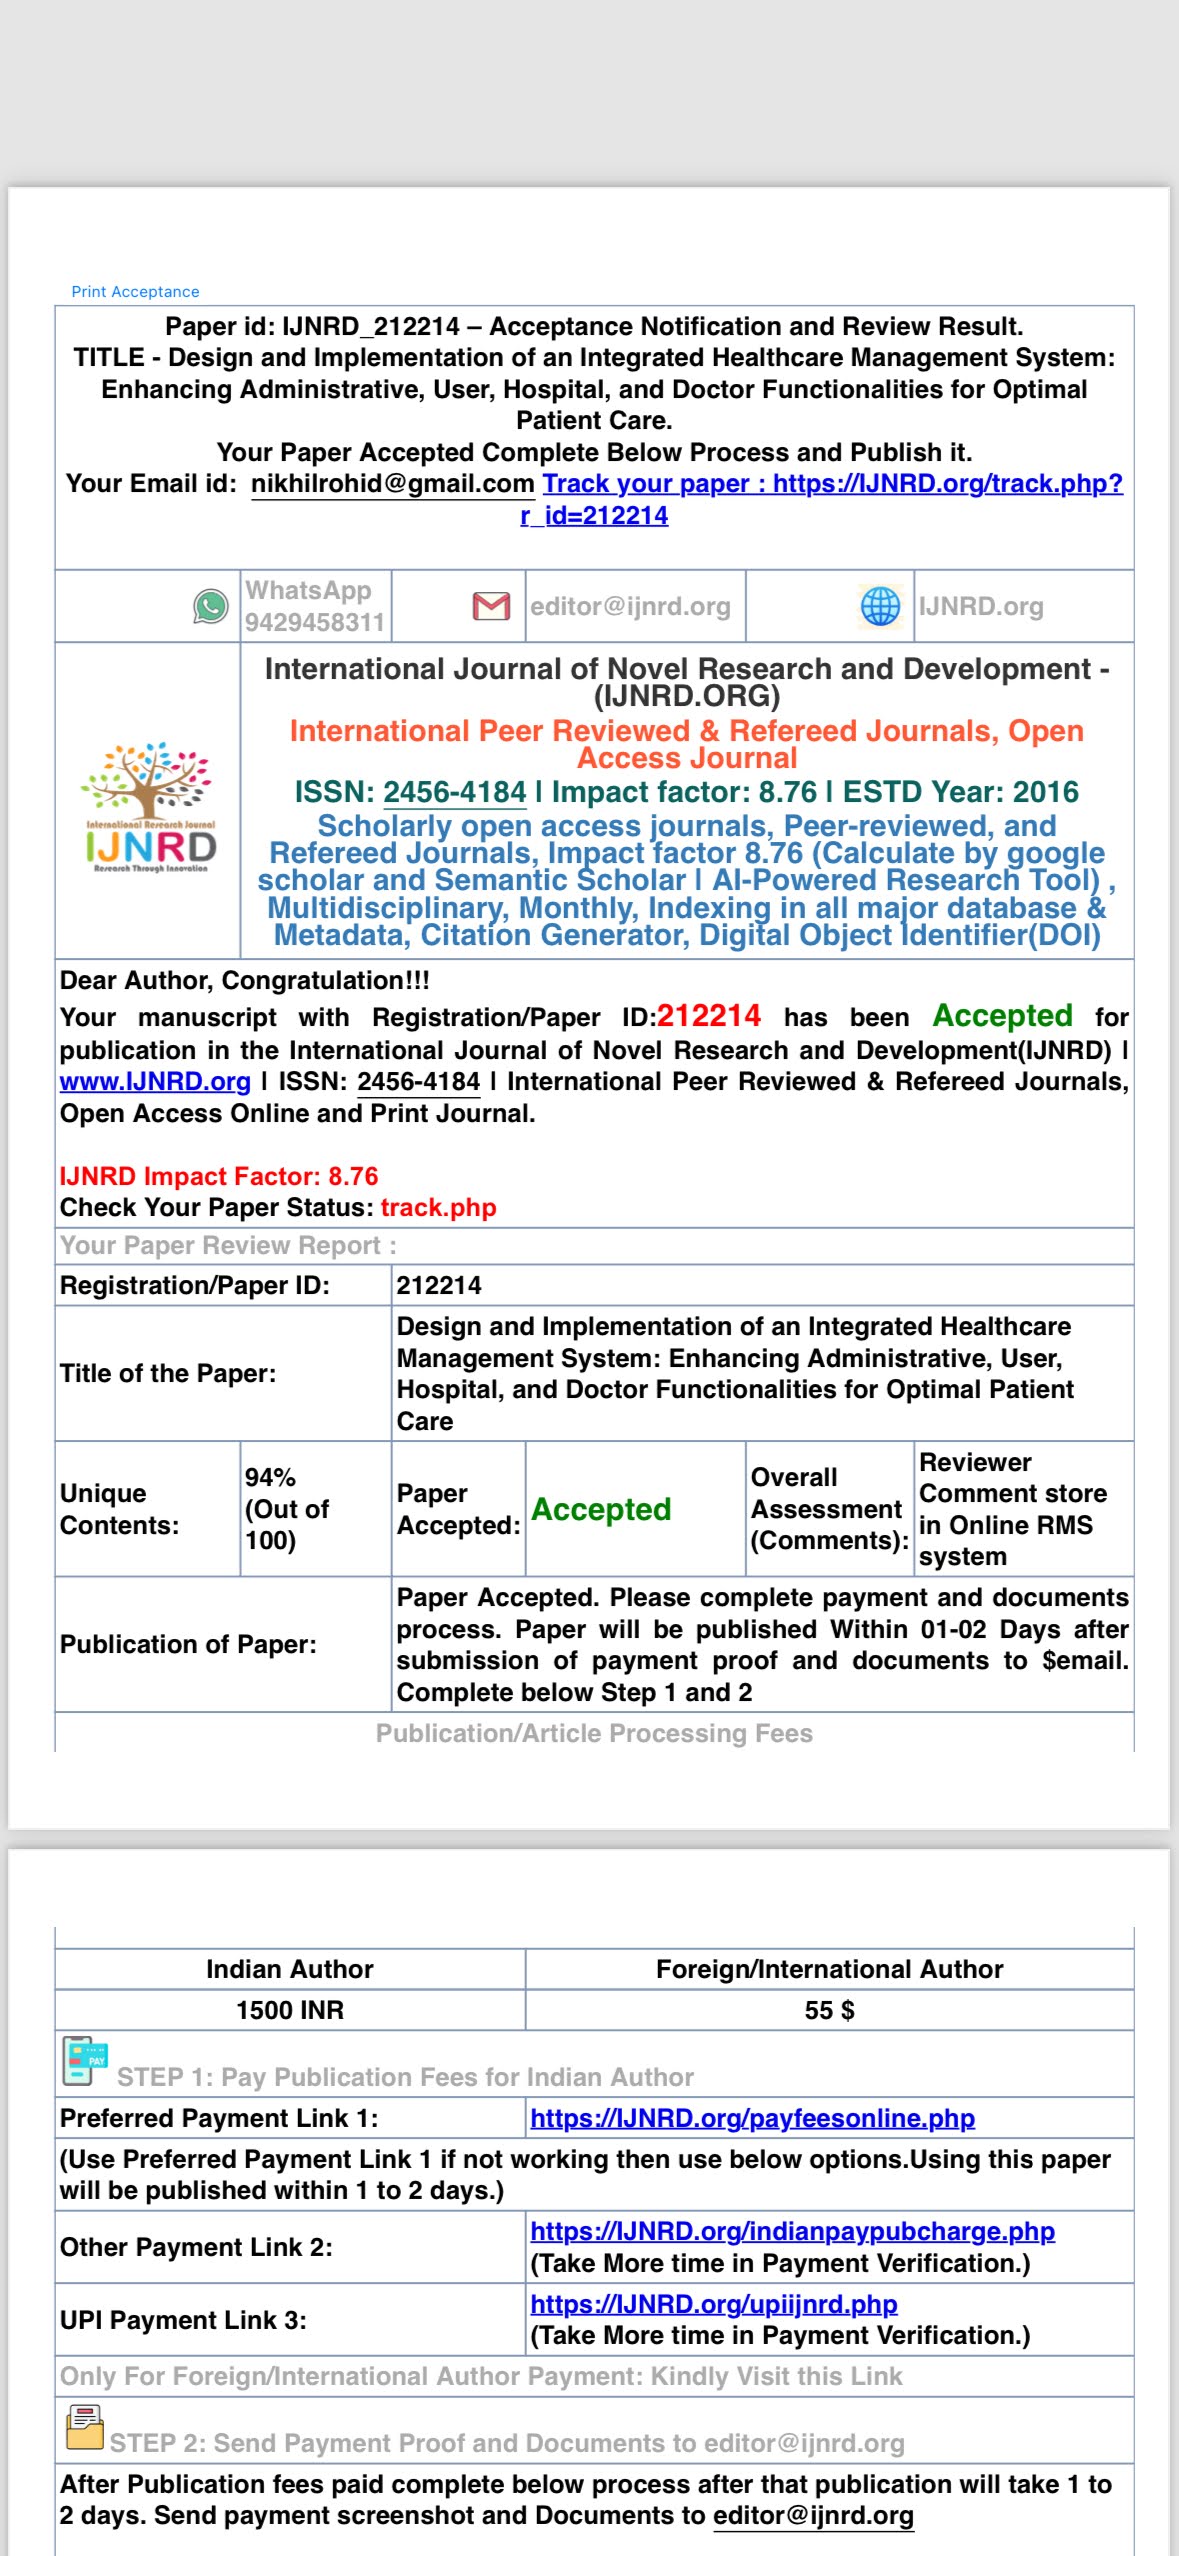 Print Acceptance
Paper id: IJNRD_212214 – Acceptance Notification and Review Result.
TITLE - Design and Implementation of an Integrated Healthcare Management System:
Enhancing Administrative, User, Hospital, and Doctor Functionalities for Optimal
Patient Care.
Your Paper Accepted Complete Below Process and Publish it.
Your Email id: nikhilrohid@gmail.com Track your paper : https://IJNRD.org/track.php?
r_id=212214
WhatsApp
9429458311
editor@ijnrd.org
IJNRD.org
International Research Journal
IJNRD
Research Through Innovation
International Journal of Novel Research and Development -
(IJNRD.ORG)
International Peer Reviewed & Refereed Journals, Open
Access Journal
ISSN: 2456-4184 | Impact factor: 8.76 | ESTD Year: 2016
Scholarly open access journals, Peer-reviewed, and
Refereed Journals, Impact factor 8.76 (Calculate by google
scholar and Semantic Scholar | AI-Powered Research Tool) ,
Multidisciplinary, Monthly, Indexing in all major database &
Metadata, Citation Generator, Digital Object Identifier(DOI)
Dear Author, Congratulation!!!
Your manuscript with Registration/Paper ID:212214 has been Accepted for
publication in the International Journal of Novel Research and Development(IJNRD) |
www.IJNRD.org | ISSN: 2456-4184 | International Peer Reviewed & Refereed Journals,
Open Access Online and Print Journal.
IJNRD Impact Factor: 8.76
Check Your Paper Status: track.php
Your Paper Review Report :
Registration/Paper ID:
212214
Title of the Paper:
Design and Implementation of an Integrated Healthcare
Management System: Enhancing Administrative, User,
Hospital, and Doctor Functionalities for Optimal Patient
Care
Unique
Contents:
94%
(Out of
100)
Paper
Accepted:
Accepted
Overall
Assessment
(Comments):
Reviewer
Comment store
in Online RMS
system
Publication of Paper:
Paper Accepted. Please complete payment and documents
process. Paper will be published Within 01-02 Days after
submission of payment proof and documents to $email.
Complete below Step 1 and 2
Publication/Article Processing Fees
Indian Author
Foreign/International Author
1500 INR
55 $
PAY
STEP 1: Pay Publication Fees for Indian Author
Preferred Payment Link 1:
https://IJNRD.org/payfeesonline.php
(Use Preferred Payment Link 1 if not working then use below options.Using this paper
will be published within 1 to 2 days.)
Other Payment Link 2:
https://IJNRD.org/indianpaypubcharge.php
(Take More time in Payment Verification.)
UPI Payment Link 3:
https://IJNRD.org/upiijnrd.php
(Take More time in Payment Verification.)
Only For Foreign/International Author Payment: Kindly Visit this Link
STEP 2: Send Payment Proof and Documents to editor@ijnrd.org
After Publication fees paid complete below process after that publication will take 1 to
2 days. Send payment screenshot and Documents to editor@ijnrd.org